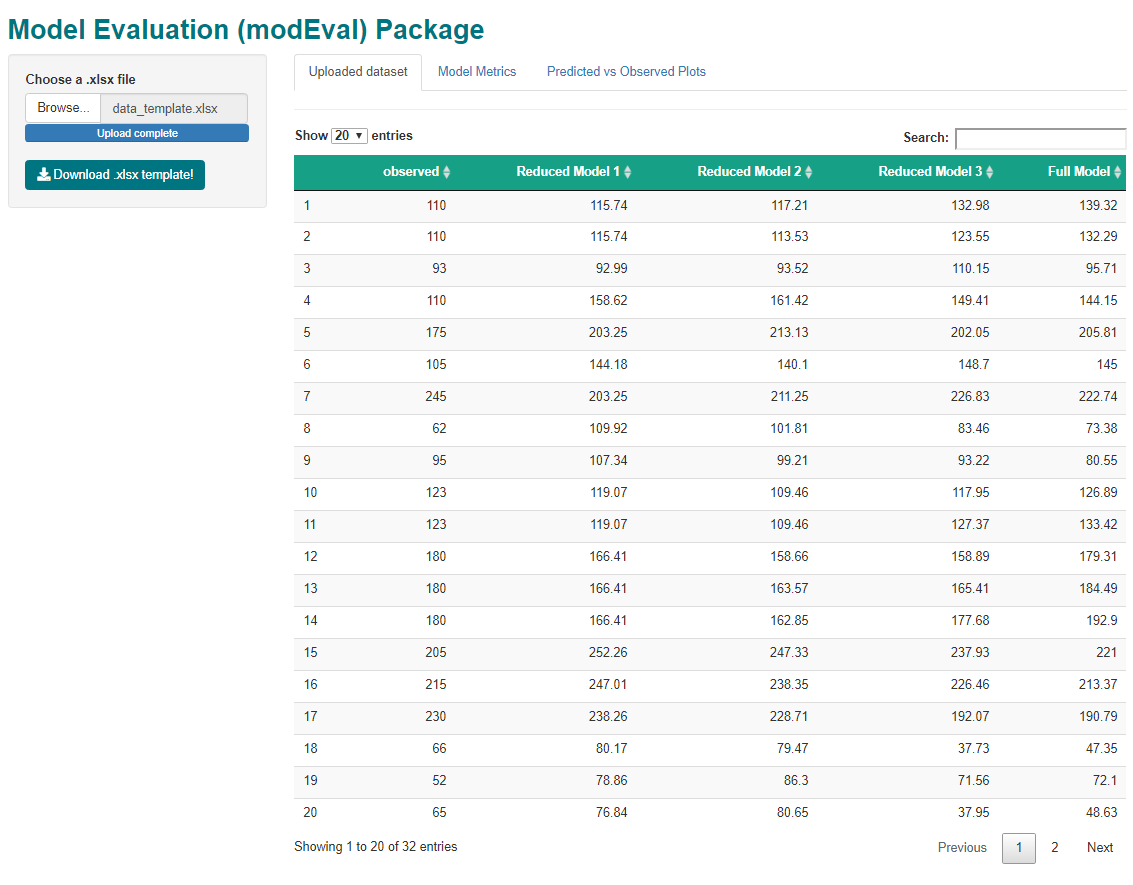 Model Evaluation (modEval) Package
Choose a .xlsx file
Browse... data_template.xlsx
Upload complete
Download .xlsx template!
Uploaded dataset Model Metrics Predicted vs Observed Plots
Show 20 entries
Search:
observed Reduced Model 1 Reduced Model 2 Reduced Model 3 Full Model
1 110 115.74 117.21 132.98 139.32
2 110 115.74 113.53 123.55 132.29
3 93 92.99 93.52 110.15 95.71
4 110 158.62 161.42 149.41 144.15
5 175 203.25 213.13 202.05 205.81
6 105 144.18 140.1 148.7 145
7 245 203.25 211.25 226.83 222.74
8 62 109.92 101.81 83.46 73.38
9 95 107.34 99.21 93.22 80.55
10 123 119.07 109.46 117.95 126.89
11 123 119.07 109.46 127.37 133.42
12 180 166.41 158.66 158.89 179.31
13 180 166.41 163.57 165.41 184.49
14 180 166.41 162.85 177.68 192.9
15 205 252.26 247.33 237.93 221
16 215 247.01 238.35 226.46 213.37
17 230 238.26 228.71 192.07 190.79
18 66 80.17 79.47 37.73 47.35
19 52 78.86 86.3 71.56 72.1
20 65 76.84 80.65 37.95 48.63
Showing 1 to 20 of 32 entries
Previous 1 2 Next